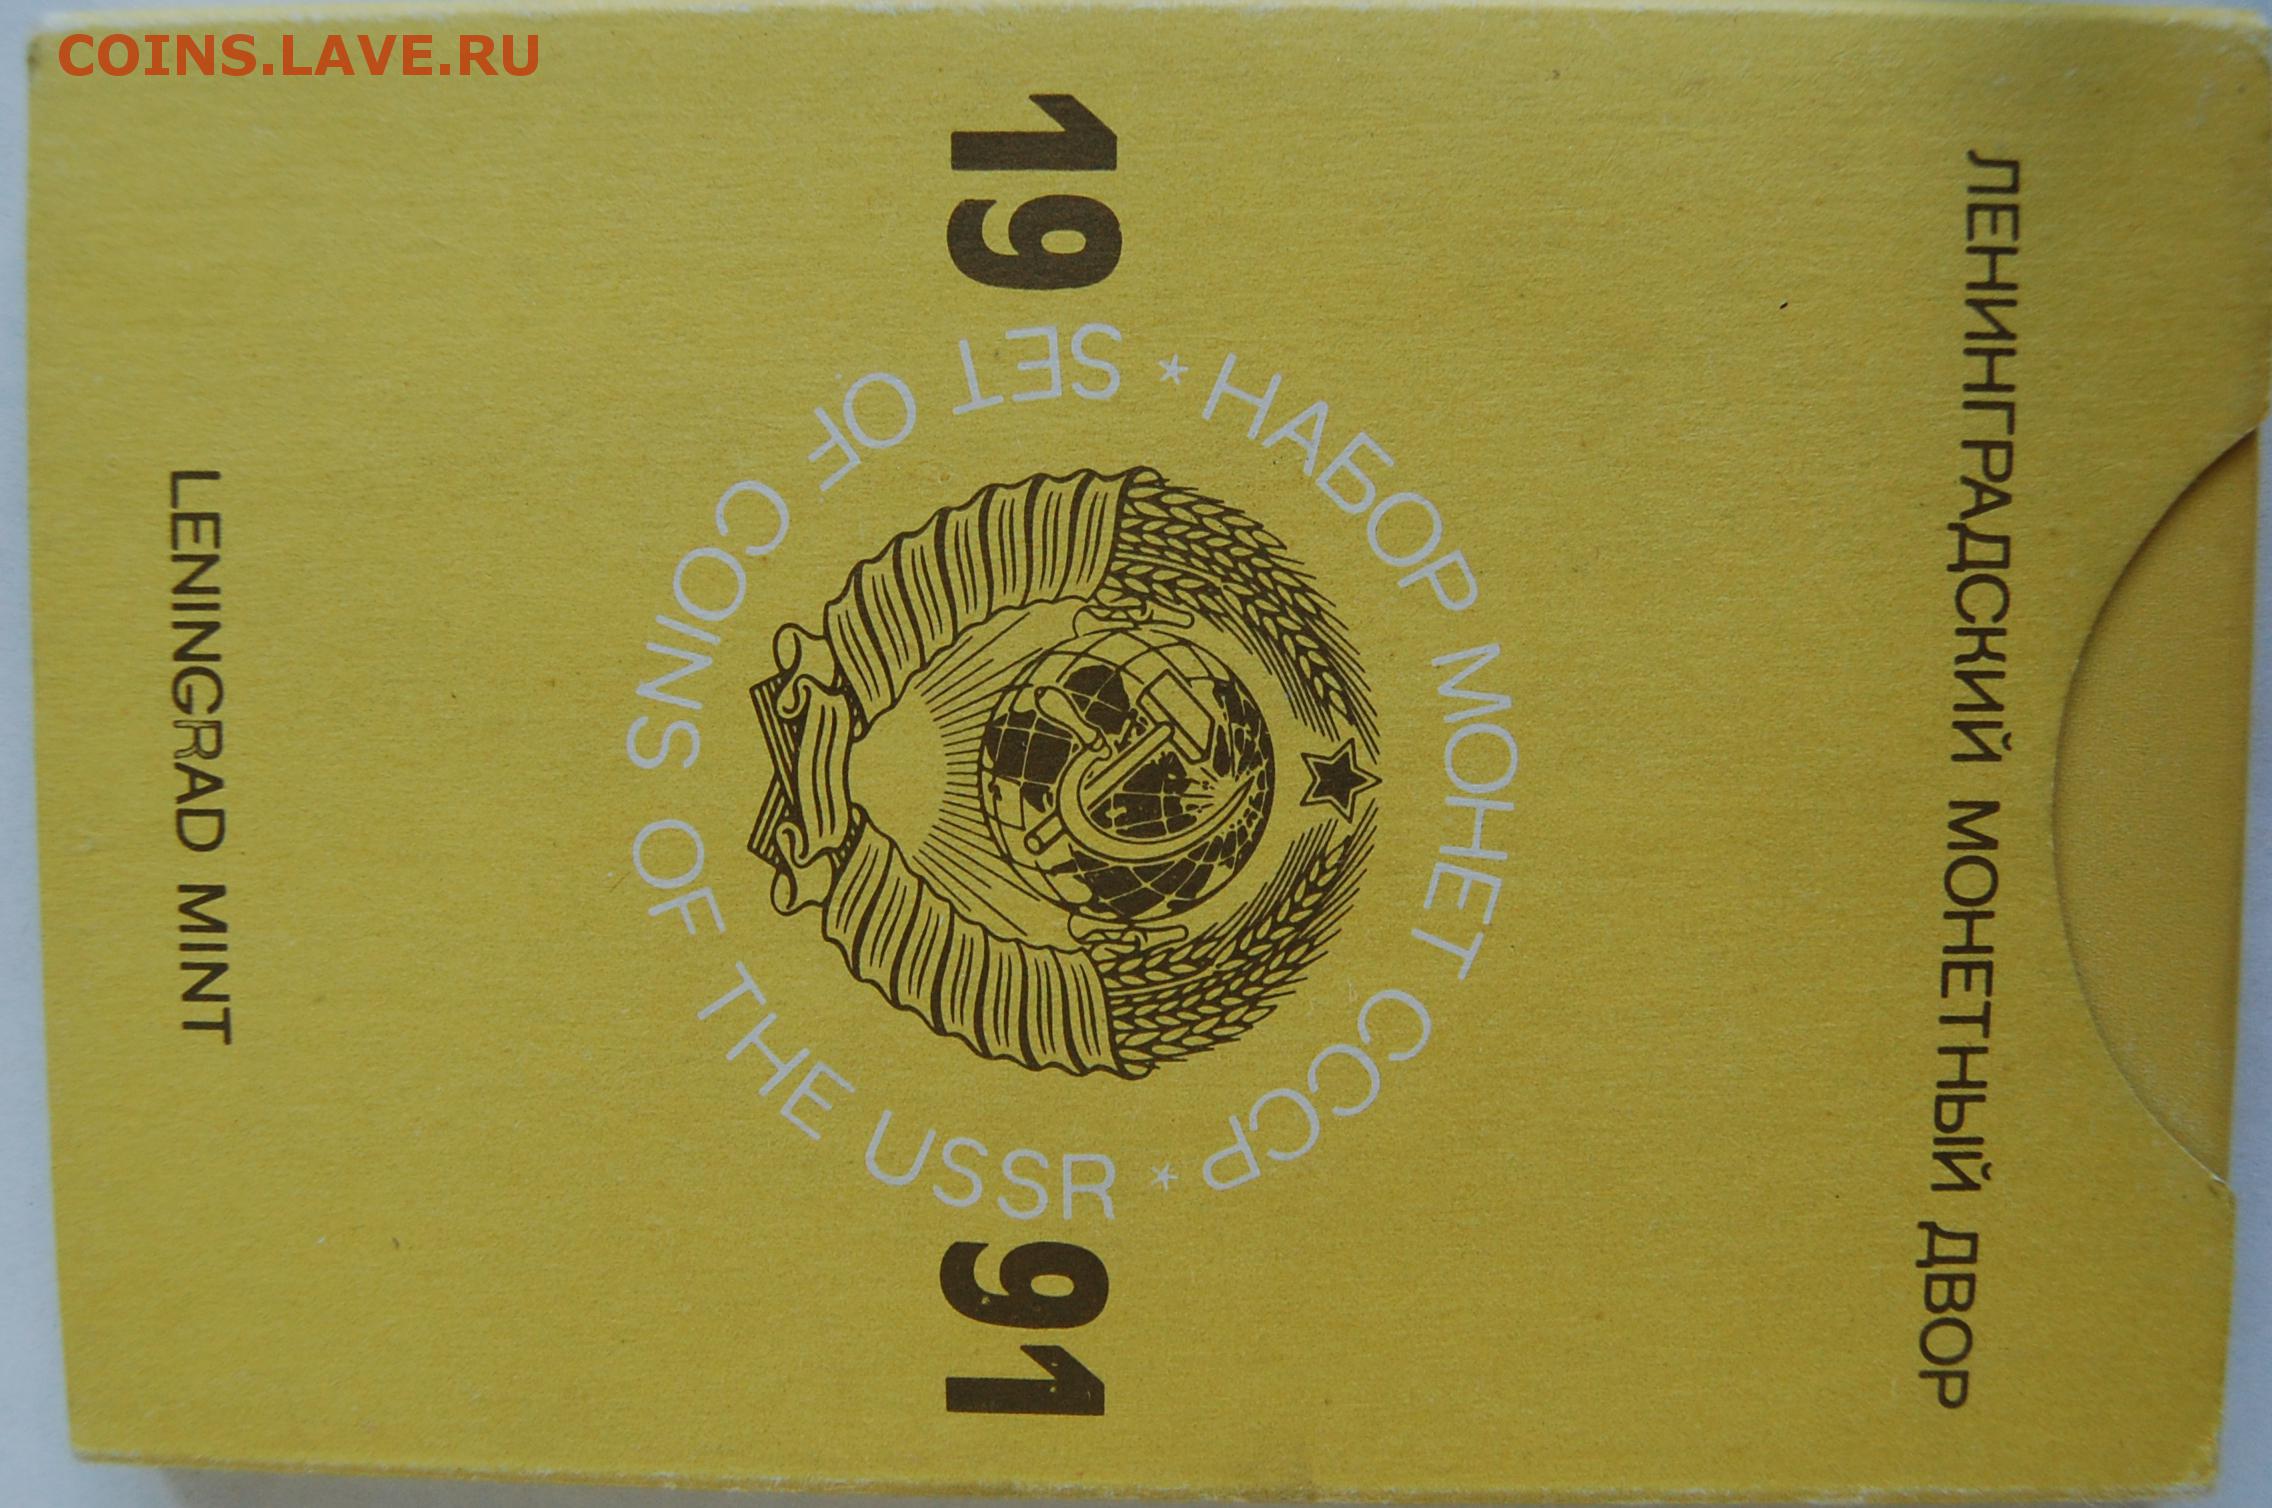 COINS.LAVE.RU
ЛЕНИНГРАДСКИЙ МОНЕТНЫЙ ДВОР
* НАБОР МОНЕТ СССР *
19 91
SET OF COINS OF THE USSR
LENINGRAD MINT